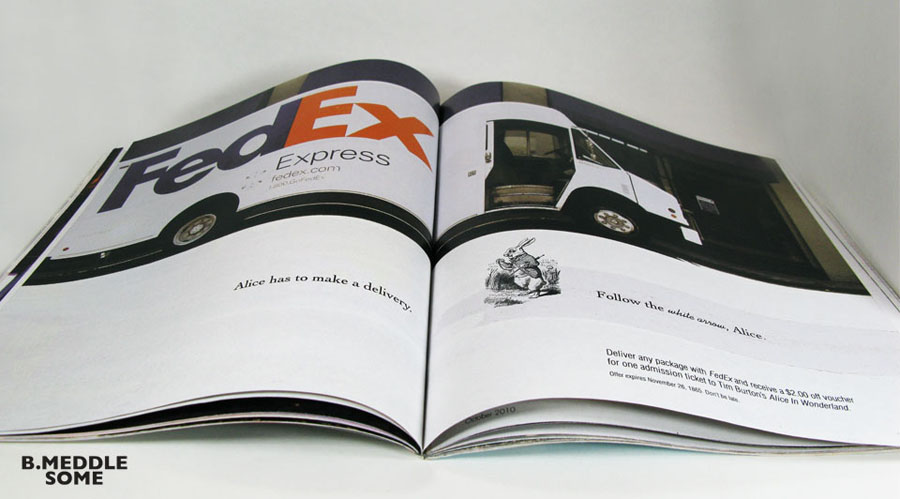 FedEx
Express
fedex.com
1.800.GoFedEx
Alice has to make a delivery.
Follow the white arrow, Alice.
Deliver any package with FedEx and receive a $2.00 off voucher
for one admission ticket to Tim Burton's Alice In Wonderland.
Offer expires November 26, 1865. Don't be late.
October 2010
B.MEDDLE
SOME